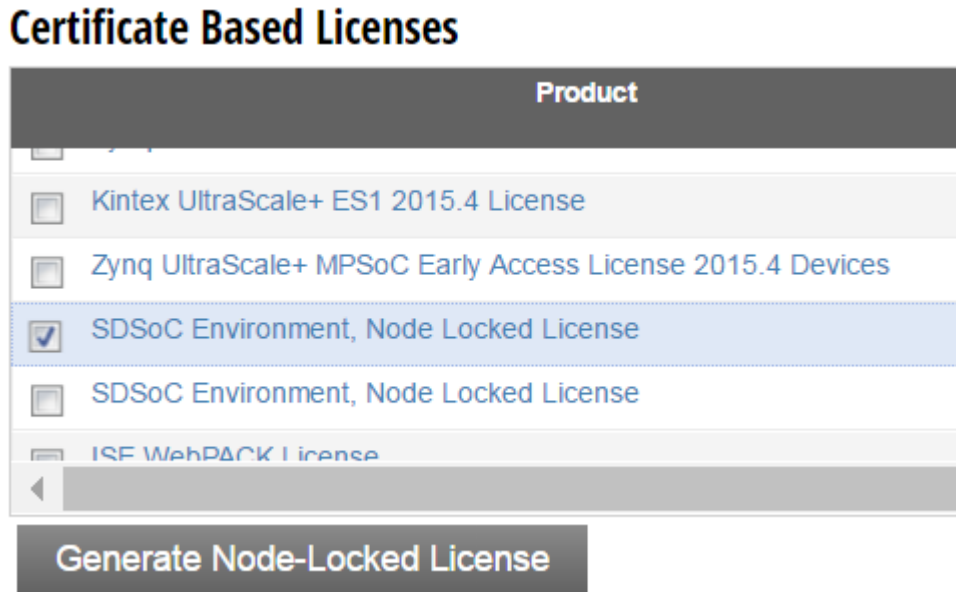 Certificate Based Licenses
Product
Kintex UltraScale+ ES1 2015.4 License
Zynq UltraScale+ MPSoC Early Access License 2015.4 Devices
SDSoC Environment, Node Locked License
SDSoC Environment, Node Locked License
ISE WebPACK License
Generate Node-Locked License